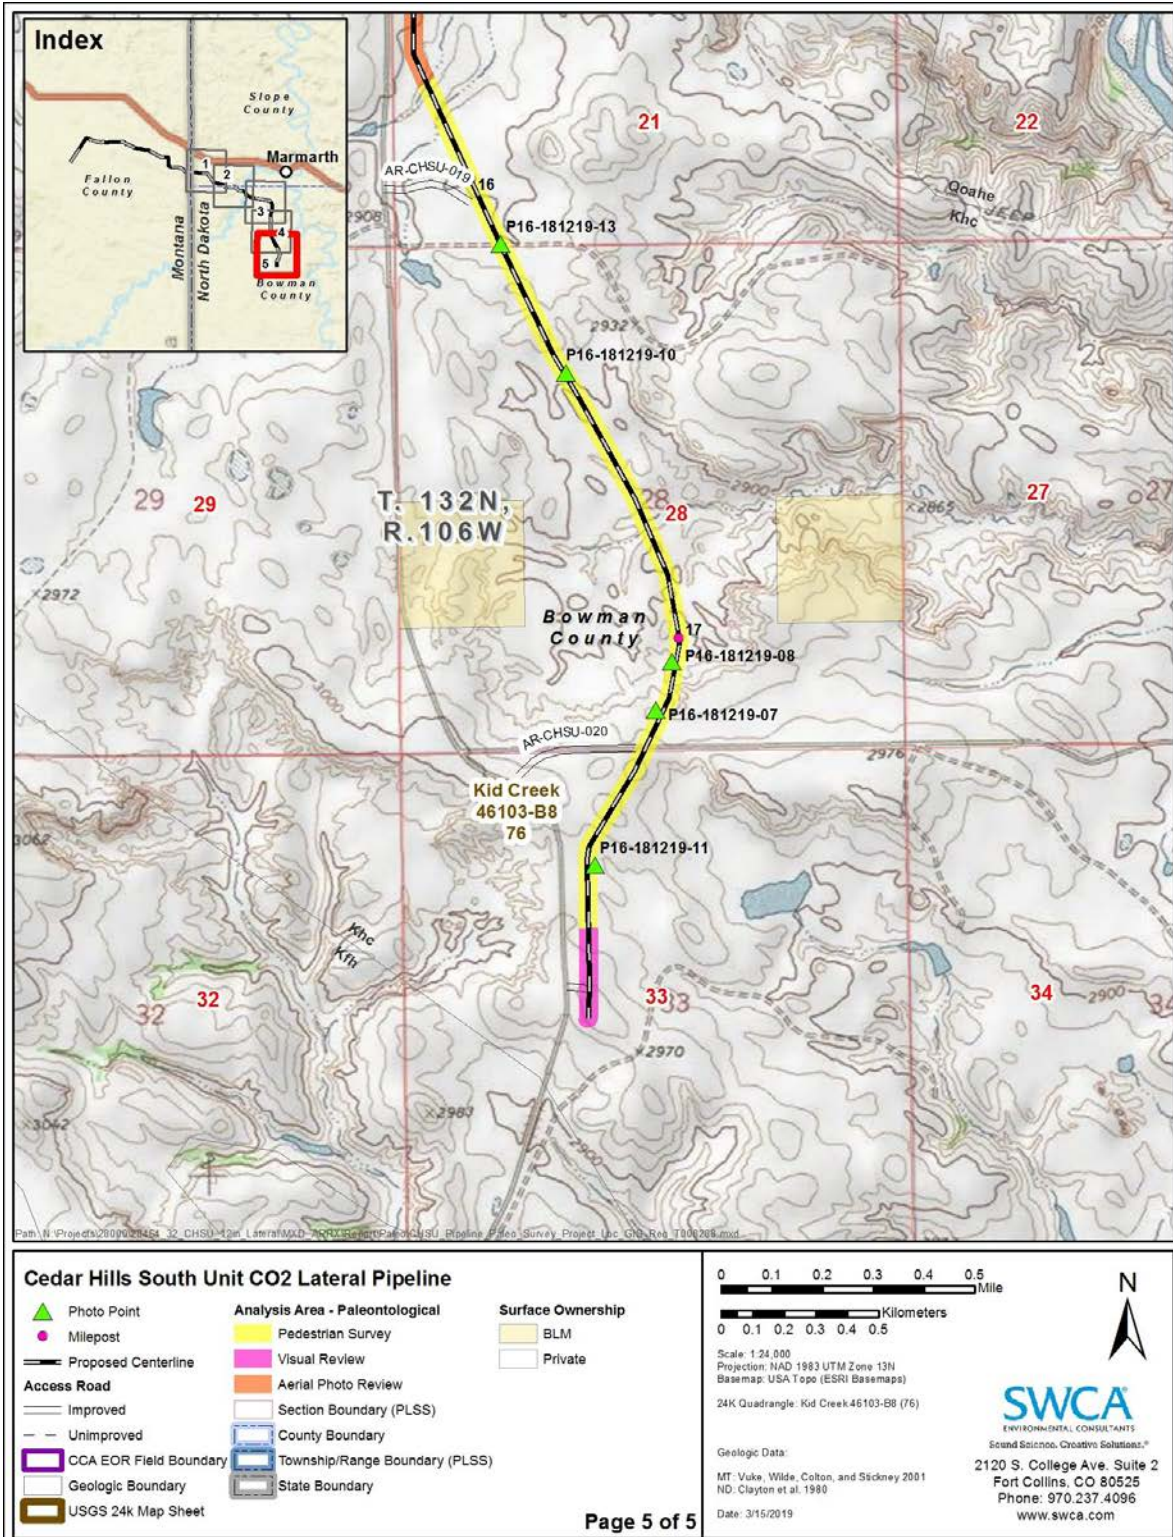 Index
Slope
County
Marmarth
Fallon
County
Montana
North Dakota
1
2
3
4
5
Bowman
County
21
22
AR-CHSU-019
16
Qoahe
Khc
JEEP
2908
P16-181219-13
2932
P16-181219-10
2
2900
29
29
T. 132N,
R.106W
28
28
27
2865
2972
Bowman
County
17
P16-181219-08
P16-181219-07
3000
AR-CHSU-020
2976
Kid Creek
46103-B8
76
3062
P16-181219-11
Khc
Kfh
32
32
33
33
34
2900
2970
2983
3042
2900
Cedar Hills South Unit CO2 Lateral Pipeline
Photo Point
Milepost
Proposed Centerline
Access Road
Improved
Unimproved
CCA EOR Field Boundary
Geologic Boundary
USGS 24k Map Sheet
Analysis Area - Paleontological
Pedestrian Survey
Visual Review
Aerial Photo Review
Section Boundary (PLSS)
County Boundary
Township/Range Boundary (PLSS)
State Boundary
Surface Ownership
BLM
Private
Page 5 of 5
0 0.1 0.2 0.3 0.4 0.5
Mile
Kilometers
0 0.1 0.2 0.3 0.4 0.5
Scale: 1:24,000
Projection: NAD 1983 UTM Zone 13N
Basemap: USA Topo (ESRI Basemaps)
24K Quadrangle: Kid Creek 46103-B8 (76)
Geologic Data:
MT: Vuke, Wilde, Colton, and Stickney 2001
ND: Clayton et al. 1980
Date: 3/15/2019
N
SWCA
ENVIRONMENTAL CONSULTANTS
Sound Science. Creative Solutions.®
2120 S. College Ave. Suite 2
Fort Collins, CO 80525
Phone: 970.237.4096
www.swca.com